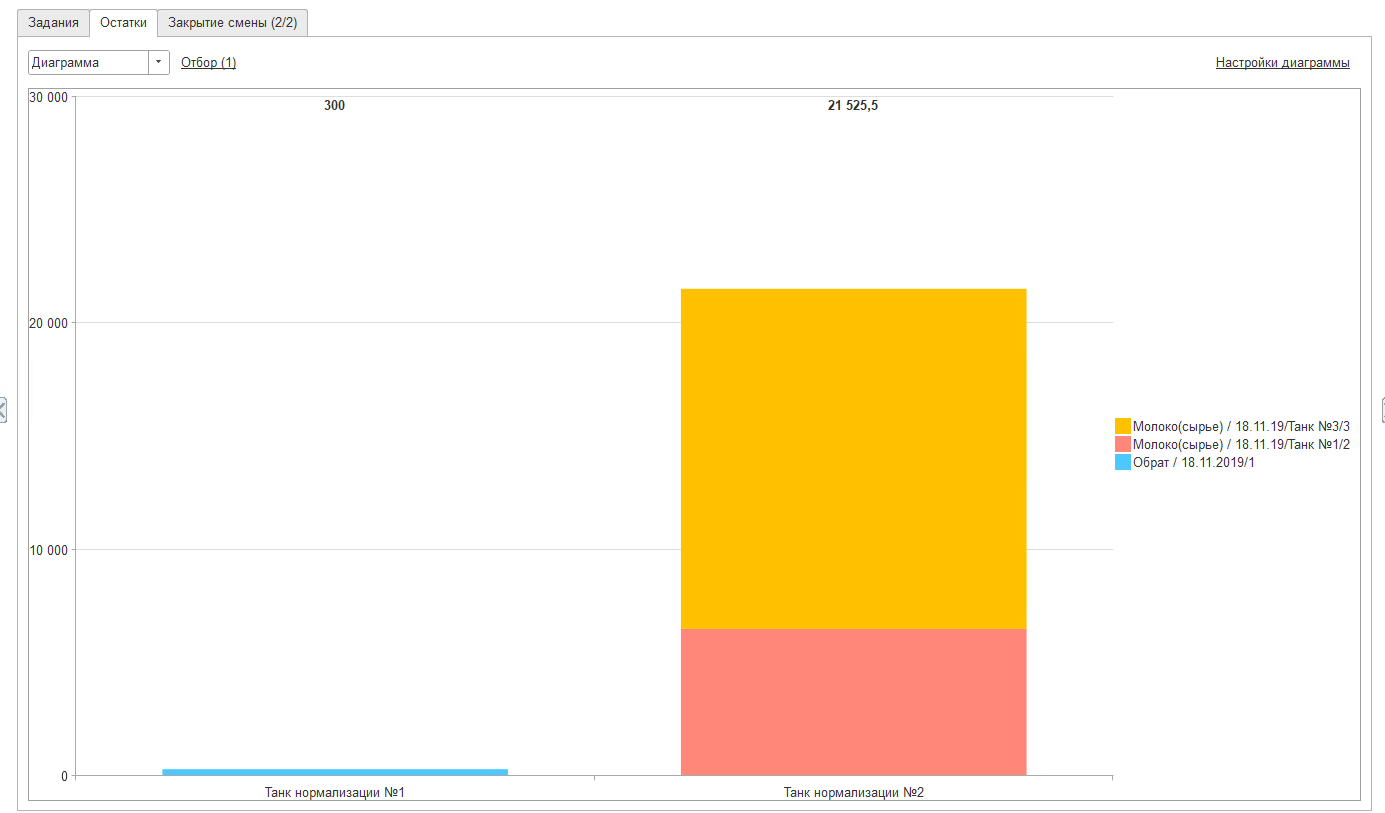 Задания Остатки Закрытие смены (2/2)
Диаграмма Отбор (1) Настройки диаграммы
30 000
300 21 525,5
20 000
Молоко(сырье) / 18.11.19/Танк №3/3
Молоко(сырье) / 18.11.19/Танк №1/2
Обрат / 18.11.2019/1
10 000
0
Танк нормализации №1 Танк нормализации №2